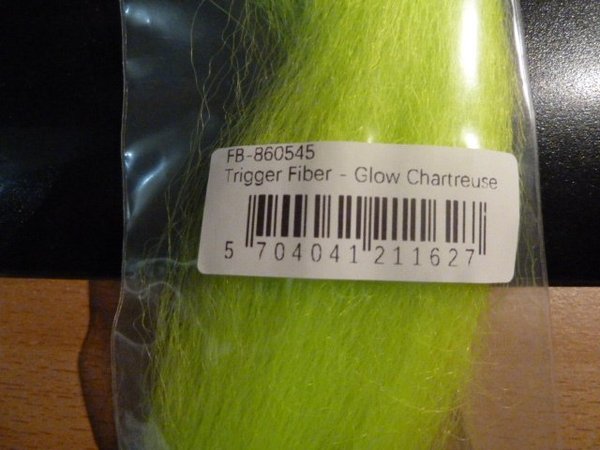 FB-860545
Trigger Fiber - Glow Chartreuse
5 704041 211627